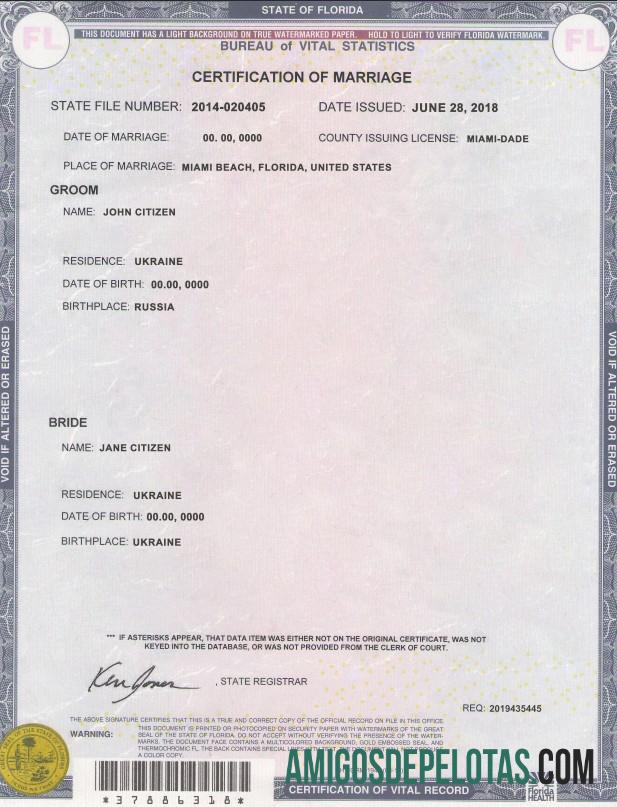 STATE OF FLORIDA
THIS DOCUMENT HAS A LIGHT BACKGROUND ON TRUE WATERMARKED PAPER. HOLD TO LIGHT TO VERIFY FLORIDA WATERMARK.
FL FL
BUREAU of VITAL STATISTICS
CERTIFICATION OF MARRIAGE
STATE FILE NUMBER: 2014-020405 DATE ISSUED: JUNE 28, 2018
DATE OF MARRIAGE: 00. 00, 0000 COUNTY ISSUING LICENSE: MIAMI-DADE
PLACE OF MARRIAGE: MIAMI BEACH, FLORIDA, UNITED STATES
GROOM
NAME: JOHN CITIZEN
RESIDENCE: UKRAINE
DATE OF BIRTH: 00.00, 0000
BIRTHPLACE: RUSSIA
VOID IF ALTERED OR ERASED
VOID IF ALTERED OR ERASED
BRIDE
NAME: JANE CITIZEN
RESIDENCE: UKRAINE
DATE OF BIRTH: 00.00, 0000
BIRTHPLACE: UKRAINE
*** IF ASTERISKS APPEAR, THAT DATA ITEM WAS EITHER NOT ON THE ORIGINAL CERTIFICATE, WAS NOT
KEYED INTO THE DATABASE, OR WAS NOT PROVIDED FROM THE CLERK OF COURT.
Ken Jones , STATE REGISTRAR
REQ: 2019435445
THE ABOVE SIGNATURE CERTIFIES THAT THIS IS A TRUE AND CORRECT COPY OF THE OFFICIAL RECORD ON FILE IN THIS OFFICE.
WARNING: THIS DOCUMENT IS PRINTED OR PHOTOCOPIED ON SECURITY PAPER WITH WATERMARKS OF THE GREAT
SEAL OF THE STATE OF FLORIDA. DO NOT ACCEPT WITHOUT VERIFYING THE PRESENCE OF THE WATER-
MARKS. THE DOCUMENT FACE CONTAINS A MULTICOLORED BACKGROUND, GOLD EMBOSSED SEAL, AND
THERMOCHROMIC FL. THE BACK CONTAINS SPECIAL LINES
A COLOR COPY.
AMIGOSDEPELOTAS.COM
*37886318*
CERTIFICATION OF VITAL RECORD
Florida
HEALTH